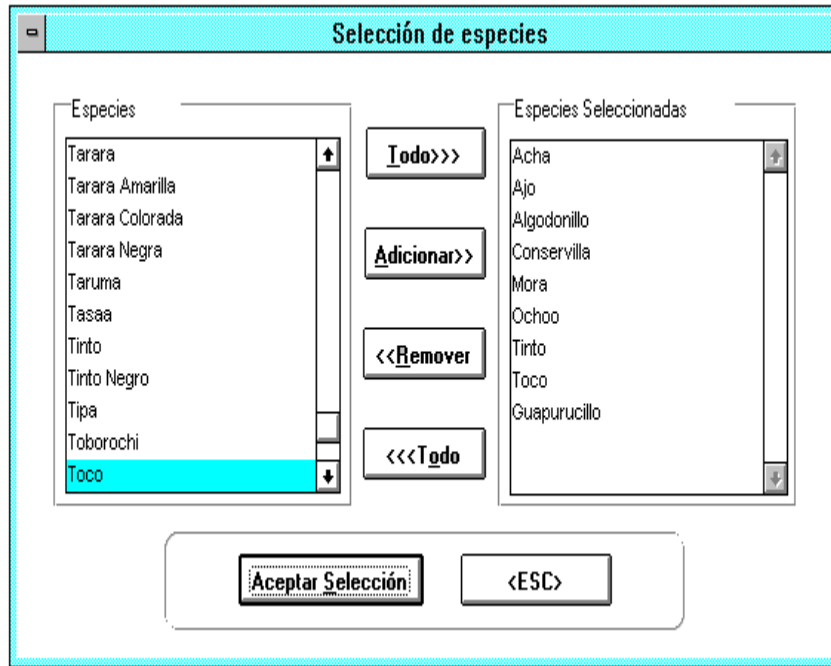 Selección de especies
Especies
Tarara
Tarara Amarilla
Tarara Colorada
Tarara Negra
Taruma
Tasaa
Tinto
Tinto Negro
Tipa
Toborochi
Toco
Todo>>>
Adicionar>>
<<Remover
<<<Todo
Especies Seleccionadas
Acha
Ajo
Algodonillo
Conservilla
Mora
Ochoo
Tinto
Toco
Guapurucillo
Aceptar Selección
<ESC>